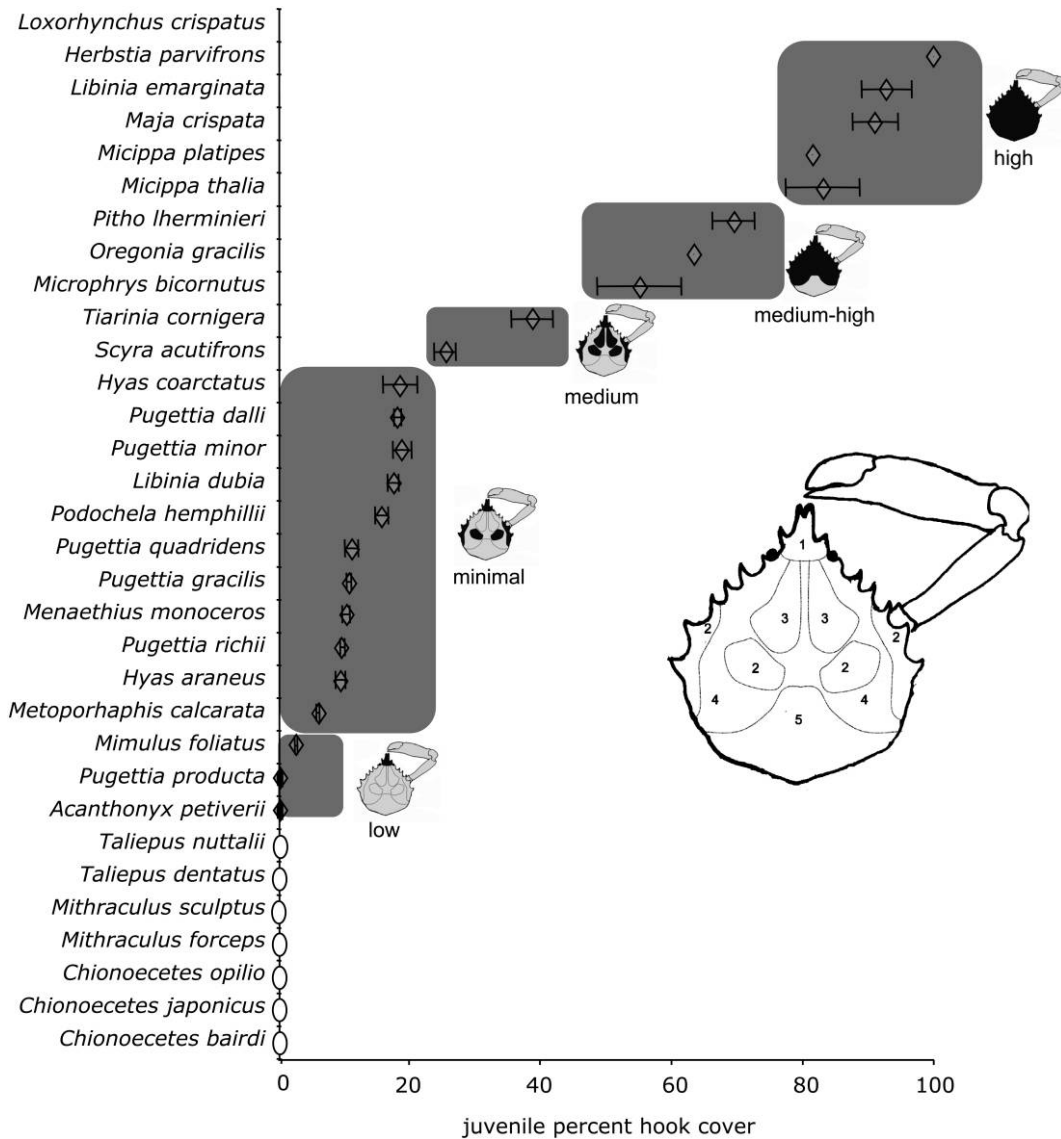 Loxorhynchus crispatus
Herbstia parvifrons
Libinia emarginata
Maja crispata
Micippa platipes
Micippa thalia
Pitho lherminieri
Oregonia gracilis
Microphrys bicornutus
Tiarinia cornigera
Scyra acutifrons
Hyas coarctatus
Pugettia dalli
Pugettia minor
Libinia dubia
Podochela hemphillii
Pugettia quadridens
Pugettia gracilis
Menaethius monoceros
Pugettia richii
Hyas araneus
Metoporhaphis calcarata
Mimulus foliatus
Pugettia producta
Acanthonyx petiverii
Taliepus nuttalii
Taliepus dentatus
Mithraculus sculptus
Mithraculus forceps
Chionoecetes opilio
Chionoecetes japonicus
Chionoecetes bairdi
high
medium-high
medium
minimal
low
1
3 3
2 2
2 2
4 4
5
0 20 40 60 80 100
juvenile percent hook cover